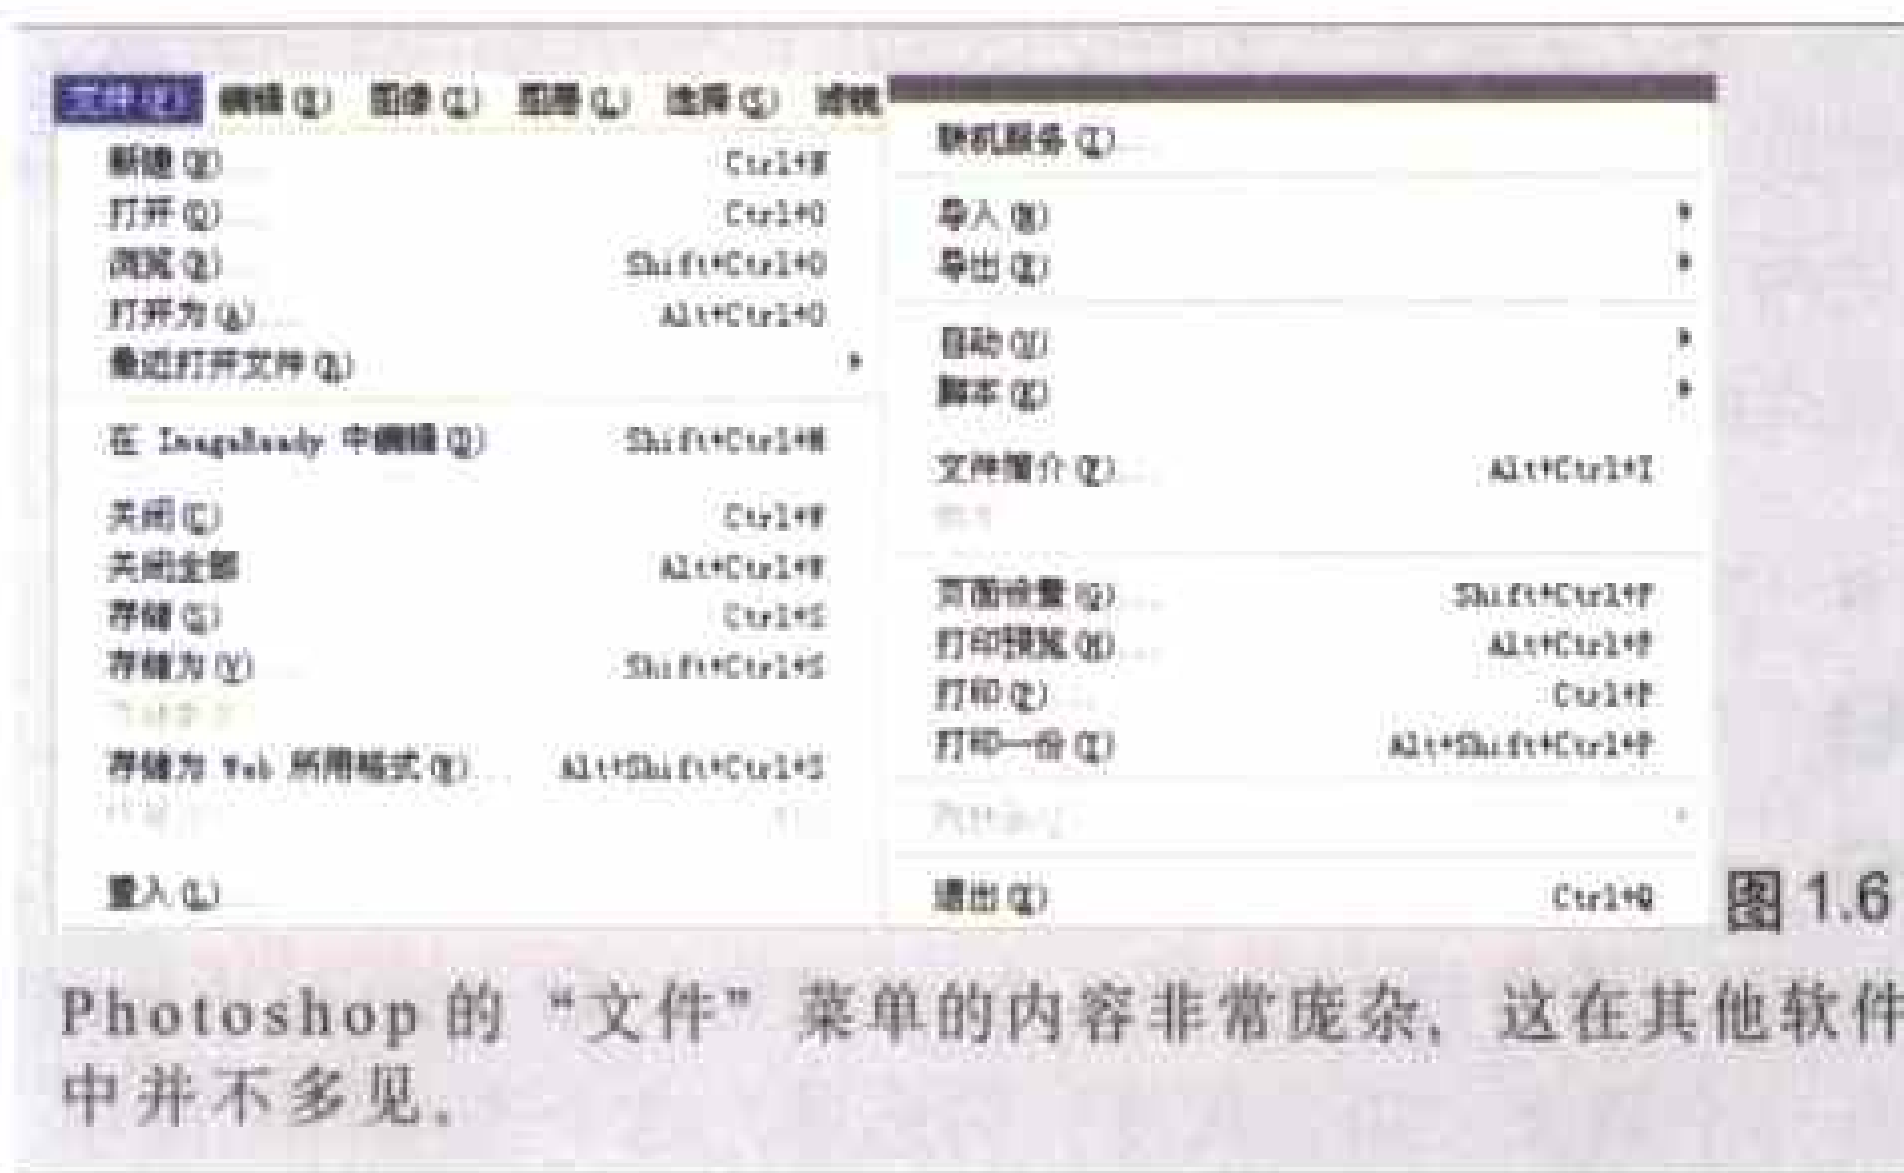 文件(F) 编辑(E) 图像(I) 图层(L) 选择(S) 滤镜
新建(N)... Ctrl+N
打开(O)... Ctrl+O
浏览(B)... Shift+Ctrl+O
打开为(A)... Alt+Ctrl+O
最近打开文件(R)
在 ImageReady 中编辑(D) Shift+Ctrl+M
关闭(C) Ctrl+W
关闭全部 Alt+Ctrl+W
存储(S) Ctrl+S
存储为(V)... Shift+Ctrl+S
存储为 Web 所用格式(W)... Alt+Shift+Ctrl+S
置入(L)...
联机服务(I)...
导入(M)
导出(E)
自动(U)
脚本(K)
文件简介(F)... Alt+Ctrl+I
页面设置(G)... Shift+Ctrl+P
打印预览(H)... Alt+Ctrl+P
打印(P)... Ctrl+P
打印一份(Y) Alt+Shift+Ctrl+P
退出(X) Ctrl+Q
图 1.6
Photoshop 的“文件”菜单的内容非常庞杂，这在其他软件
中并不多见。